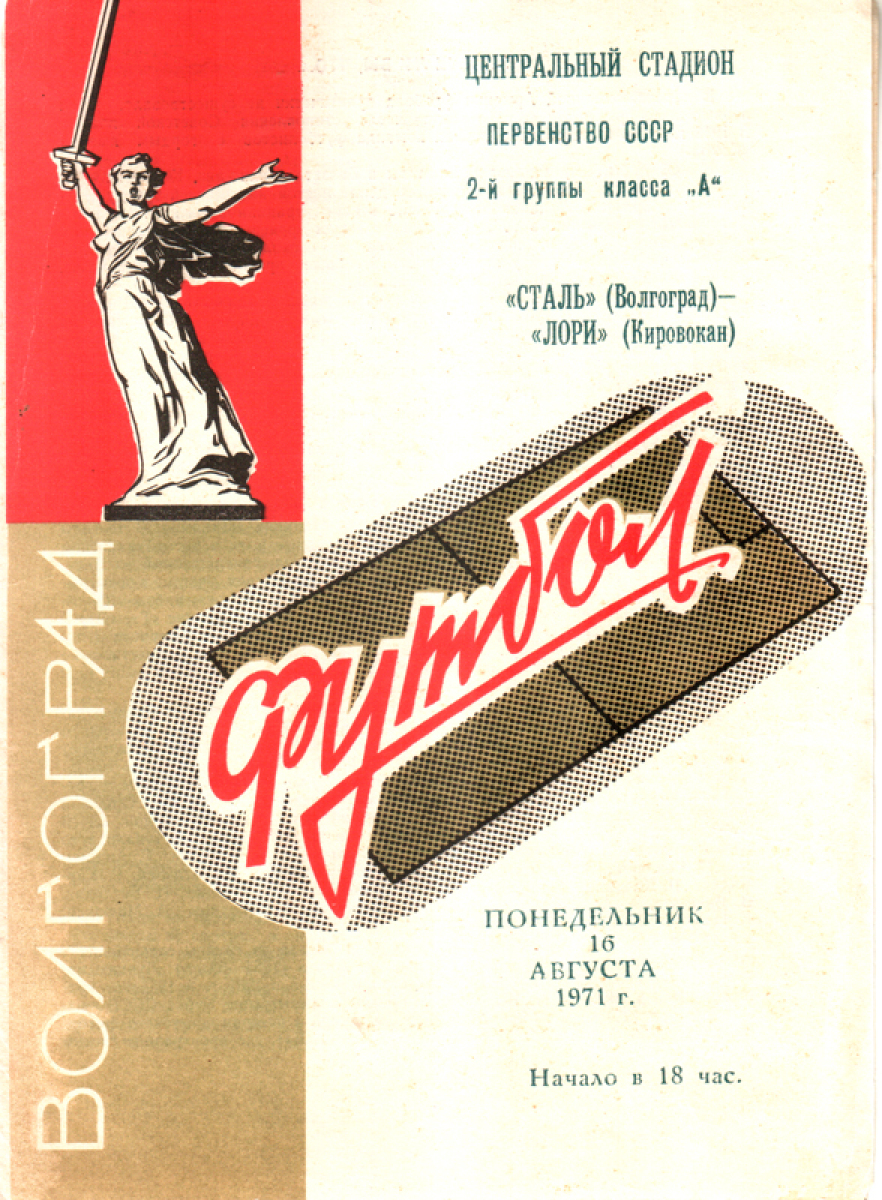 ЦЕНТРАЛЬНЫЙ СТАДИОН
ПЕРВЕНСТВО СССР
2-й группы класса „А“
«СТАЛЬ» (Волгоград)—
«ЛОРИ» (Кировокан)
футбол
ВОЛГОГРАД
ПОНЕДЕЛЬНИК
16
АВГУСТА
1971 г.
Начало в 18 час.